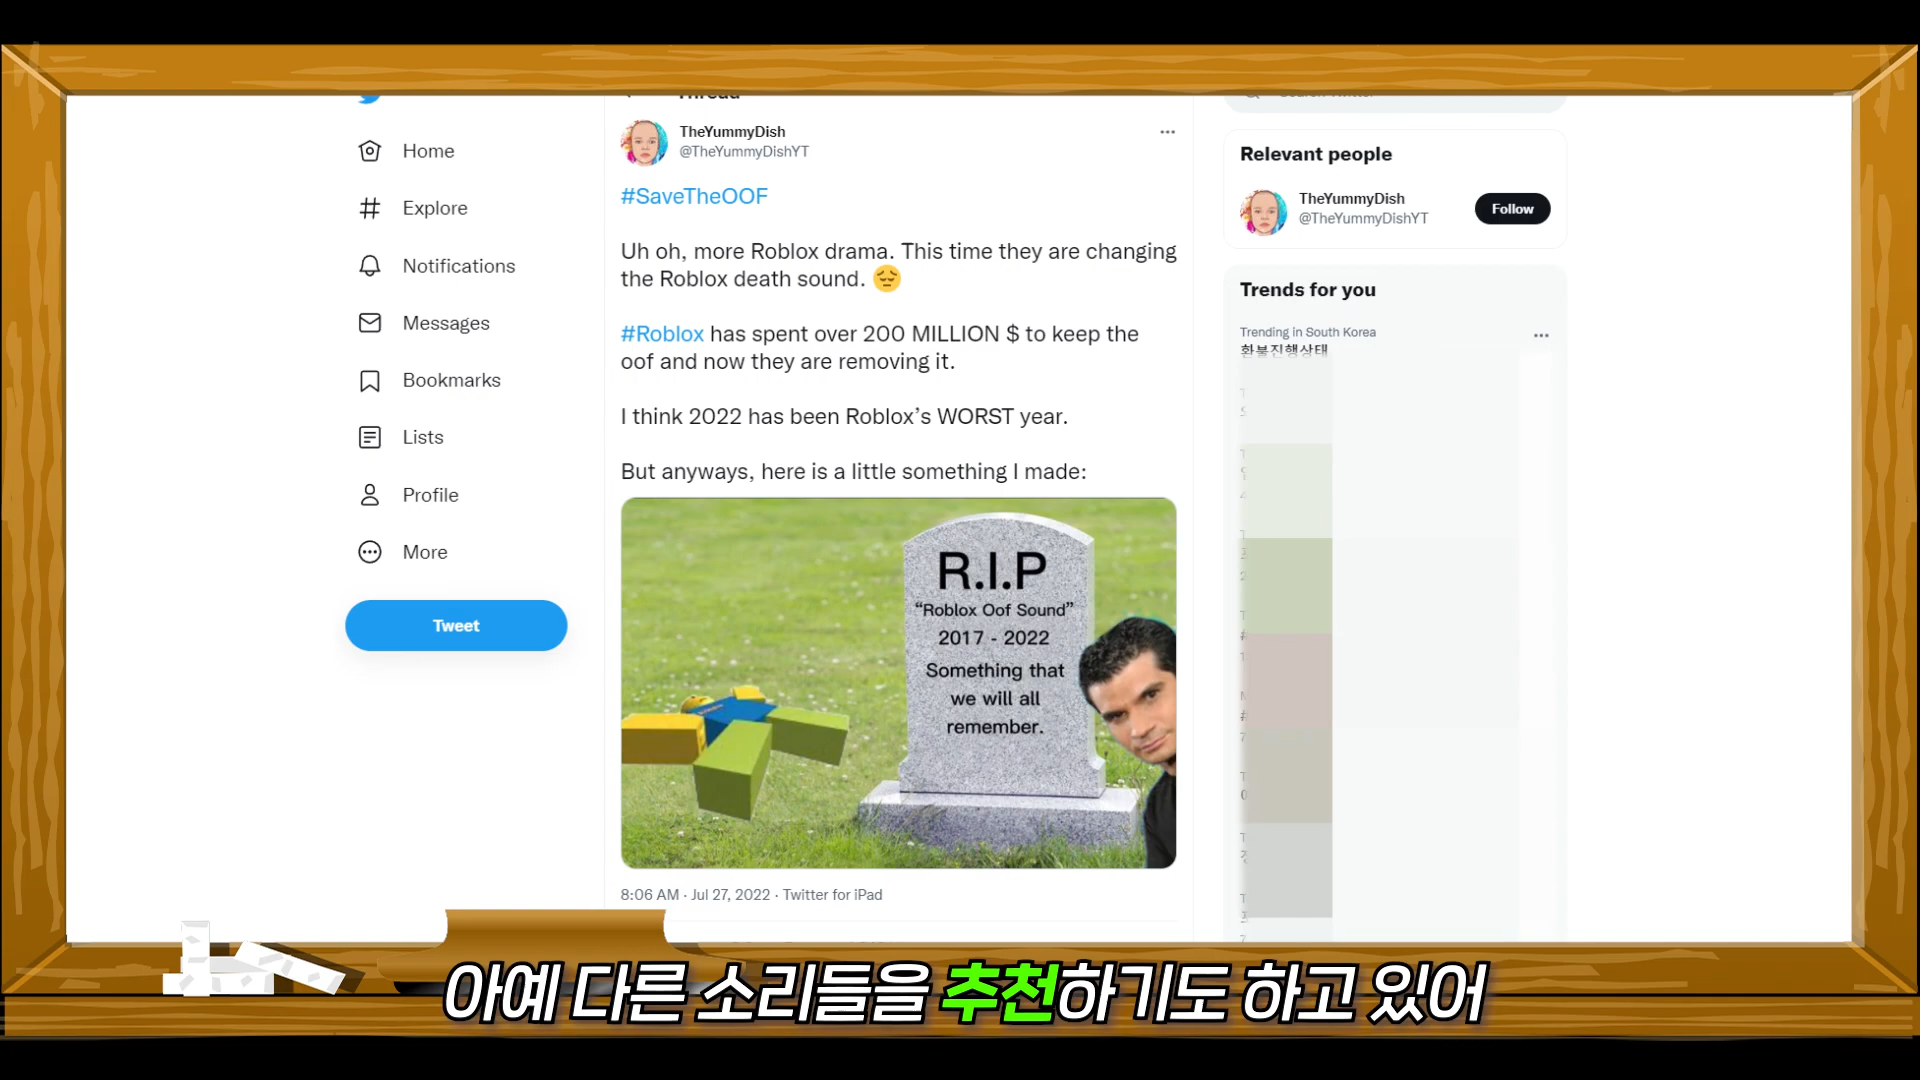 Thread
Home
Explore
Notifications
Messages
Bookmarks
Lists
Profile
More
Tweet
TheYummyDish
@TheYummyDishYT
#SaveTheOOF
Uh oh, more Roblox drama. This time they are changing
the Roblox death sound. 😔
#Roblox has spent over 200 MILLION $ to keep the
oof and now they are removing it.
I think 2022 has been Roblox’s WORST year.
But anyways, here is a little something I made:
R.I.P
“Roblox Oof Sound”
2017 - 2022
Something that
we will all
remember.
8:06 AM · Jul 27, 2022 · Twitter for iPad
Search Twitter
Relevant people
TheYummyDish
@TheYummyDishYT
Follow
Trends for you
Trending in South Korea
환불진행상태
아예 다른 소리들을 추천하기도 하고 있어